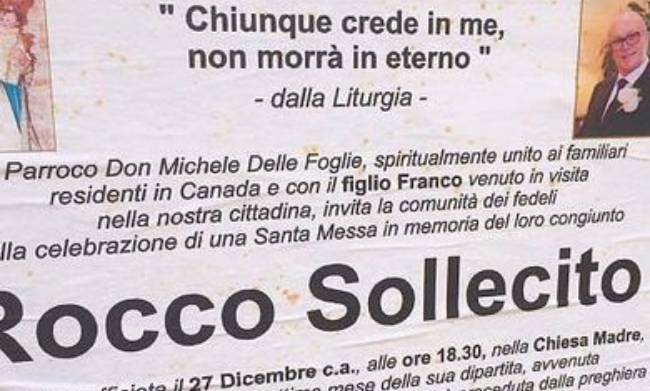 " Chiunque crede in me,
non morrà in eterno "
- dalla Liturgia -
Parroco Don Michele Delle Foglie, spiritualmente unito ai familiari
residenti in Canada e con il figlio Franco venuto in visita
nella nostra cittadina, invita la comunità dei fedeli
lla celebrazione di una Santa Messa in memoria del loro congiunto
Rocco Sollecito
il 27 Dicembre c.a., alle ore 18.30, nella Chiesa Madre,
mese della sua dipartita, avvenuta
dalla preghiera